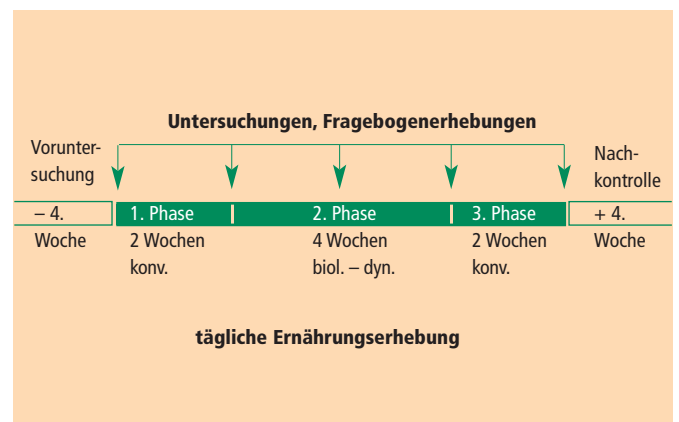 Untersuchungen, Fragebogenerhebungen
Vorunter-
suchung
Nach-
kontrolle
– 4.
Woche
1. Phase
2 Wochen
konv.
2. Phase
4 Wochen
biol. – dyn.
3. Phase
2 Wochen
konv.
+ 4.
Woche
tägliche Ernährungserhebung